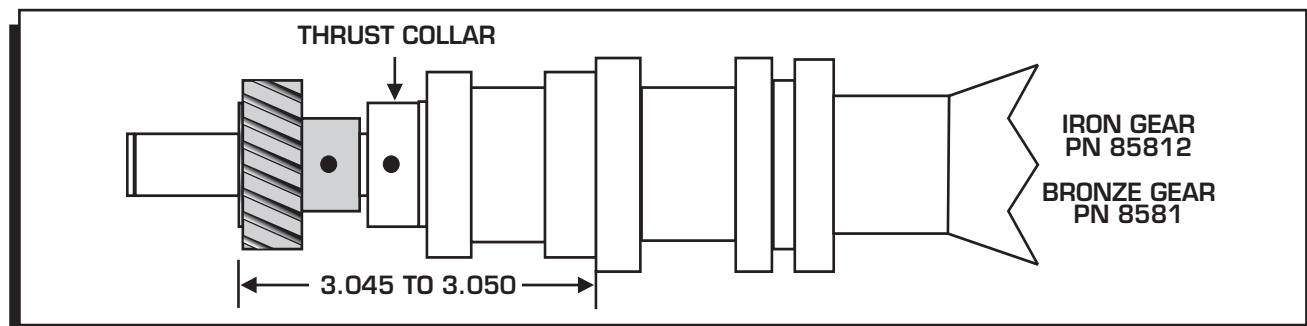 THRUST COLLAR
IRON GEAR
PN 85812
BRONZE GEAR
PN 8581
3.045 TO 3.050